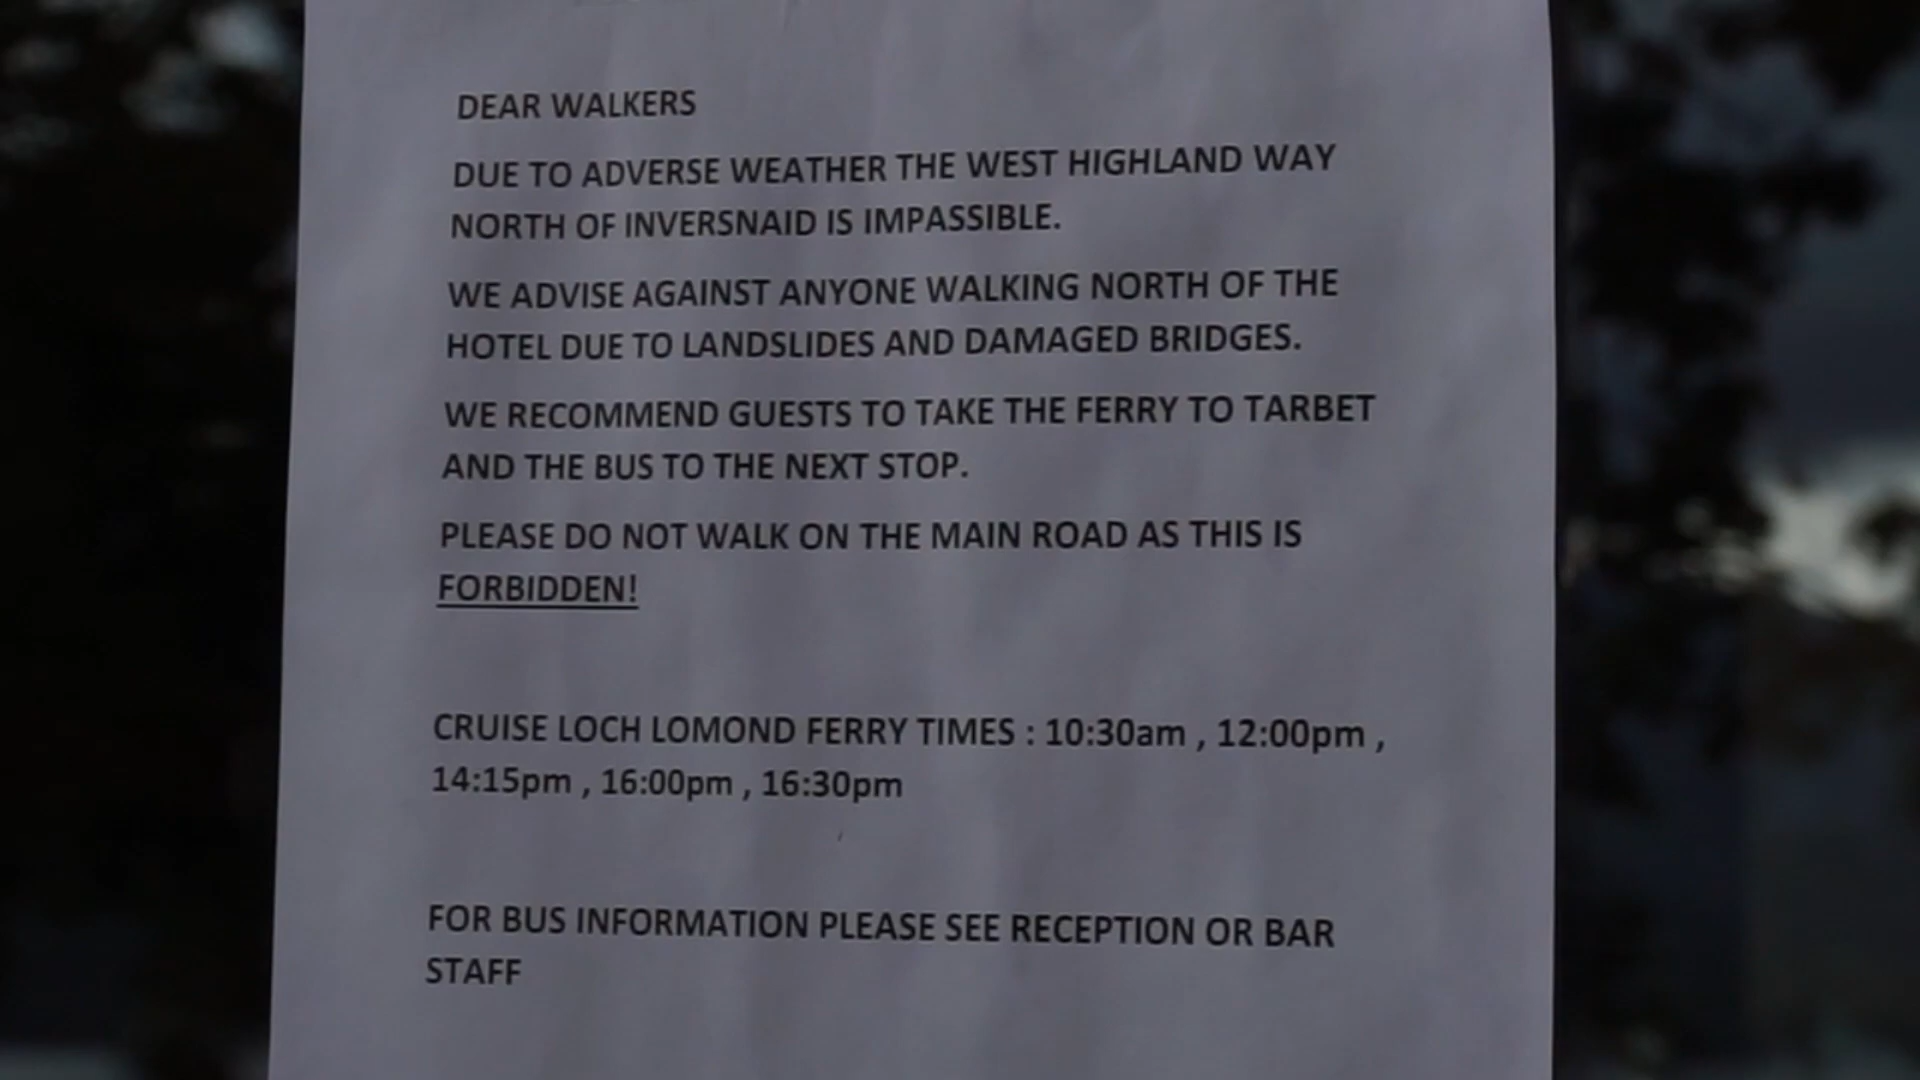 DEAR WALKERS
DUE TO ADVERSE WEATHER THE WEST HIGHLAND WAY
NORTH OF INVERSNAID IS IMPASSIBLE.
WE ADVISE AGAINST ANYONE WALKING NORTH OF THE
HOTEL DUE TO LANDSLIDES AND DAMAGED BRIDGES.
WE RECOMMEND GUESTS TO TAKE THE FERRY TO TARBET
AND THE BUS TO THE NEXT STOP.
PLEASE DO NOT WALK ON THE MAIN ROAD AS THIS IS
FORBIDDEN!
CRUISE LOCH LOMOND FERRY TIMES : 10:30am , 12:00pm ,
14:15pm , 16:00pm , 16:30pm
FOR BUS INFORMATION PLEASE SEE RECEPTION OR BAR
STAFF